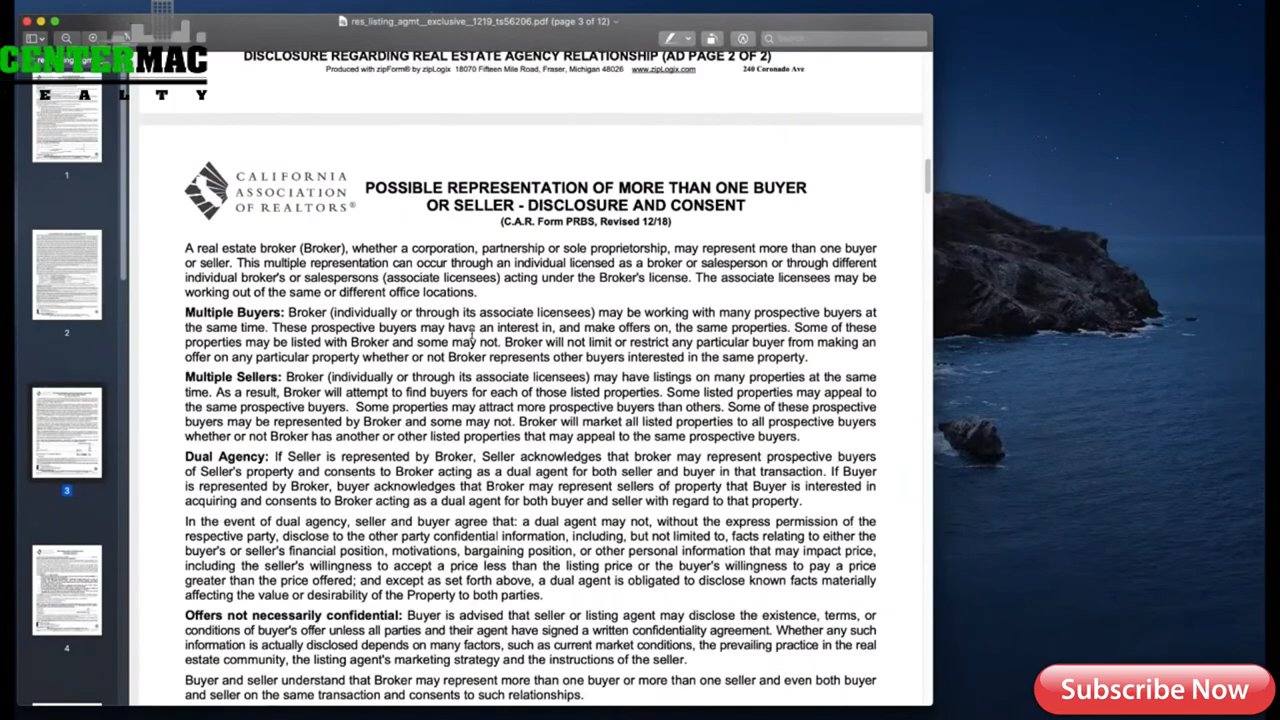 res_listing_agmt__exclusive__1219_ts56206.pdf (page 3 of 12)
Search
CENTERMAC
REALTY
DISCLOSURE REGARDING REAL ESTATE AGENCY RELATIONSHIP (AD PAGE 2 OF 2)
Produced with zipForm® by zipLogix 18070 Fifteen Mile Road, Fraser, Michigan 48026 www.zipLogix.com 240 Coronado Ave
1
2
3
4
CALIFORNIA
ASSOCIATION
OF REALTORS®
POSSIBLE REPRESENTATION OF MORE THAN ONE BUYER
OR SELLER - DISCLOSURE AND CONSENT
(C.A.R. Form PRBS, Revised 12/18)
A real estate broker (Broker), whether a corporation, partnership or sole proprietorship, may represent more than one buyer
or seller. This multiple representation can occur through an individual licensed as a broker or salesperson or through different
individual broker's or salespersons (associate licensees) acting under the Broker's license. The associate licensees may be
working out of the same or different office locations.
Multiple Buyers: Broker (individually or through its associate licensees) may be working with many prospective buyers at
the same time. These prospective buyers may have an interest in, and make offers on, the same properties. Some of these
properties may be listed with Broker and some may not. Broker will not limit or restrict any particular buyer from making an
offer on any particular property whether or not Broker represents other buyers interested in the same property.
Multiple Sellers: Broker (individually or through its associate licensees) may have listings on many properties at the same
time. As a result, Broker will attempt to find buyers for each of those listed properties. Some listed properties may appeal to
the same prospective buyers. Some properties may attract more prospective buyers than others. Some of these prospective
buyers may be represented by Broker and some may not. Broker will market all listed properties to all prospective buyers
whether or not Broker has another or other listed properties that may appeal to the same prospective buyers.
Dual Agency: If Seller is represented by Broker, Seller acknowledges that broker may represent prospective buyers
of Seller's property and consents to Broker acting as a dual agent for both seller and buyer in that transaction. If Buyer
is represented by Broker, buyer acknowledges that Broker may represent sellers of property that Buyer is interested in
acquiring and consents to Broker acting as a dual agent for both buyer and seller with regard to that property.
In the event of dual agency, seller and buyer agree that: a dual agent may not, without the express permission of the
respective party, disclose to the other party confidential information, including, but not limited to, facts relating to either the
buyer's or seller's financial position, motivations, bargaining position, or other personal information that may impact price,
including the seller's willingness to accept a price less than the listing price or the buyer's willingness to pay a price
greater than the price offered; and except as set forth above, a dual agent is obligated to disclose known facts materially
affecting the value or desirability of the Property to both parties.
Offers not necessarily confidential: Buyer is advised that seller or listing agent may disclose the existence, terms, or
conditions of buyer's offer unless all parties and their agent have signed a written confidentiality agreement. Whether any such
information is actually disclosed depends on many factors, such as current market conditions, the prevailing practice in the real
estate community, the listing agent's marketing strategy and the instructions of the seller.
Buyer and seller understand that Broker may represent more than one buyer or more than one seller and even both buyer
and seller on the same transaction and consents to such relationships.
Subscribe Now